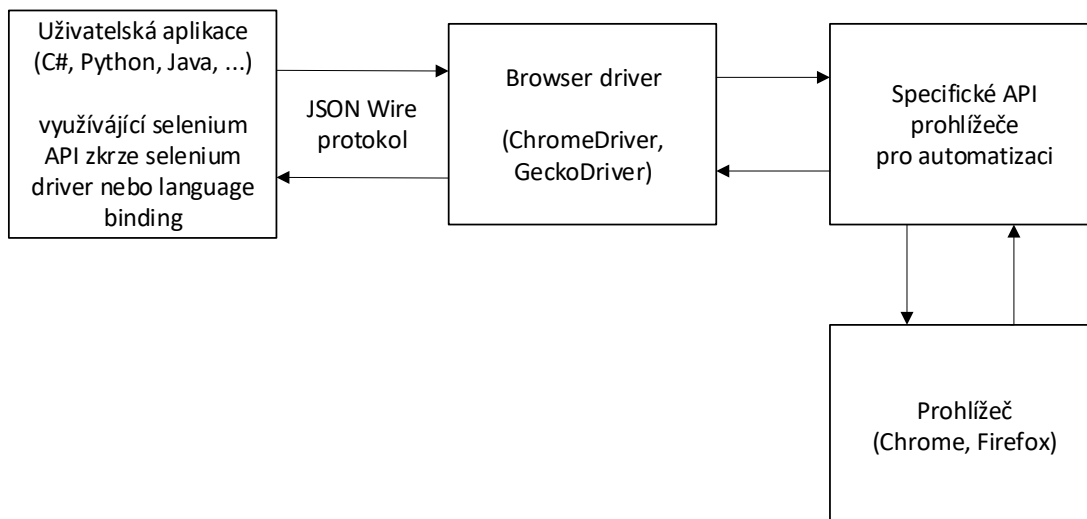 Uživatelská aplikace
(C#, Python, Java, ...)
využívájící selenium
API zkrze selenium
driver nebo language
binding
JSON Wire
protokol
Browser driver
(ChromeDriver,
GeckoDriver)
Specifické API
prohlížeče
pro automatizaci
Prohlížeč
(Chrome, Firefox)